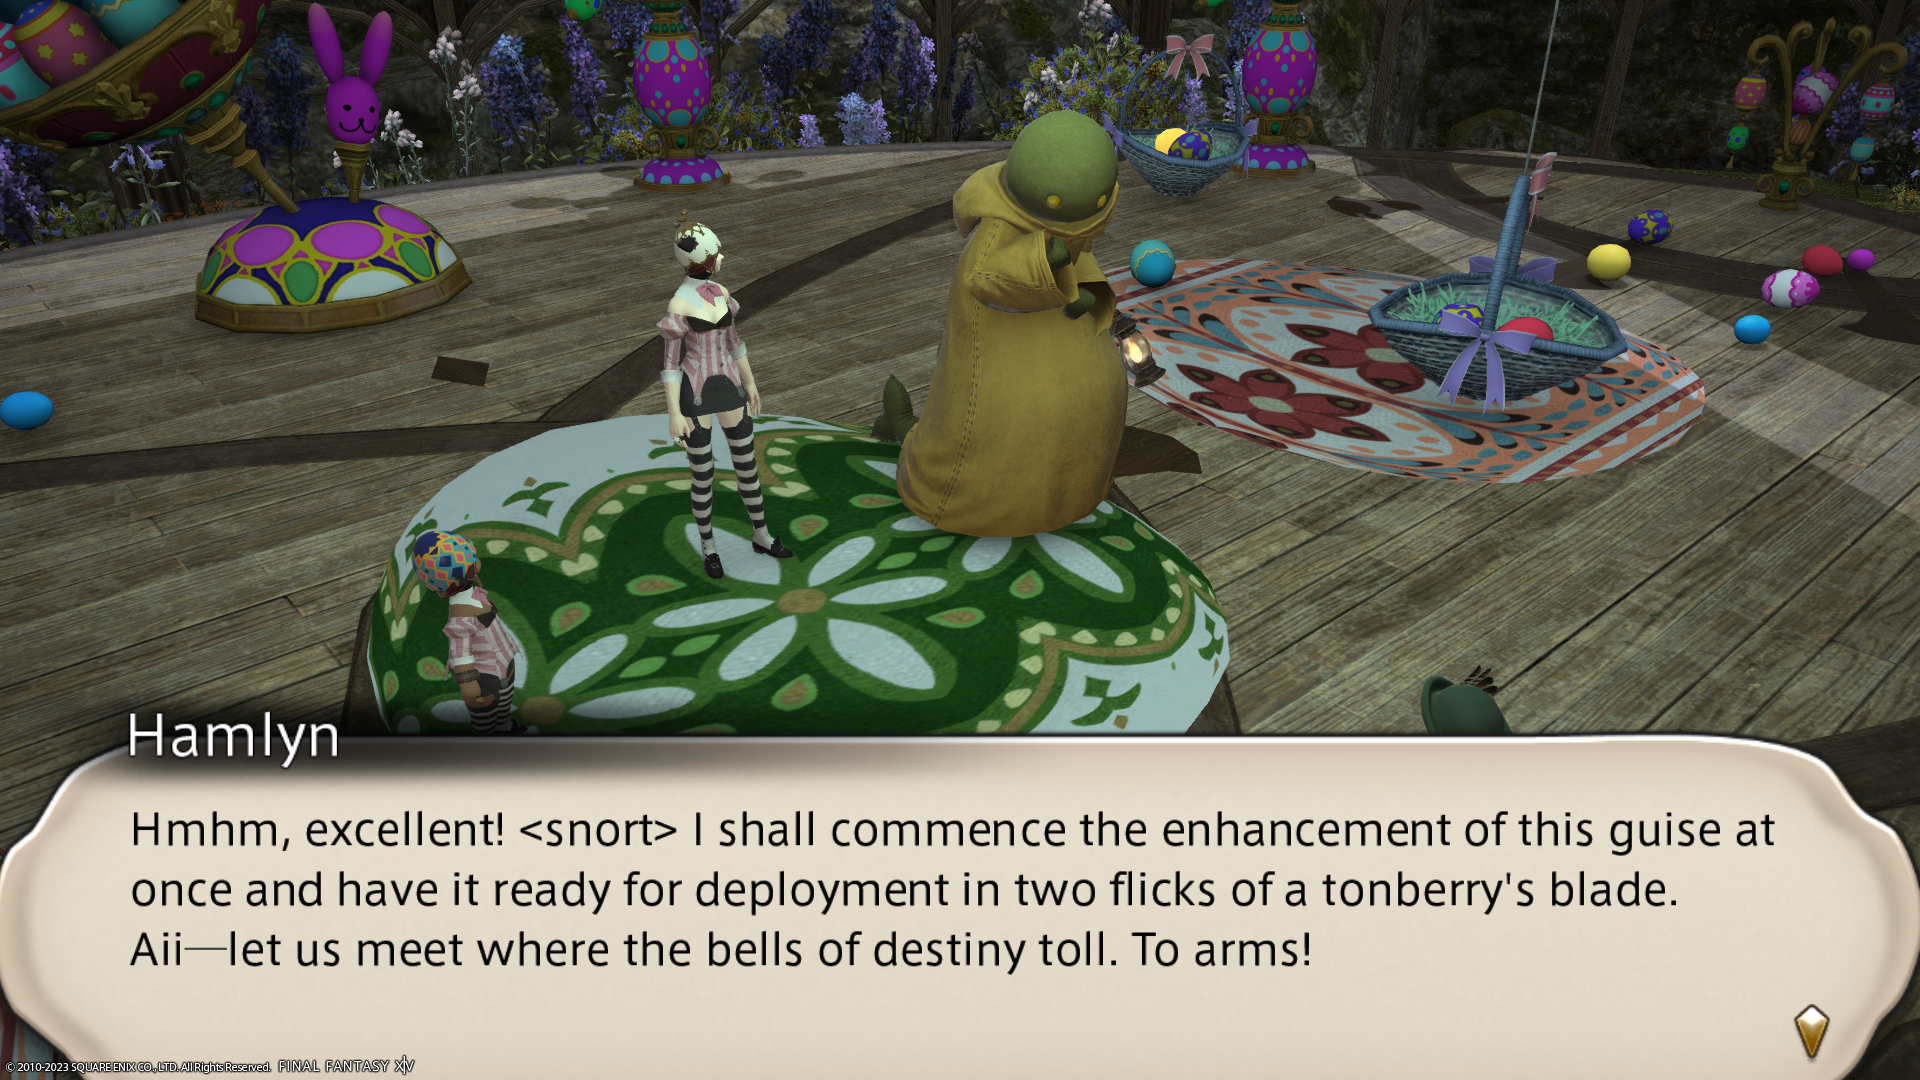 Hamlyn
Hmhm, excellent! <snort> I shall commence the enhancement of this guise at
once and have it ready for deployment in two flicks of a tonberry's blade.
Aii—let us meet where the bells of destiny toll. To arms!
© 2010-2023 SQUARE ENIX CO., LTD. All Rights Reserved. FINAL FANTASY XIV